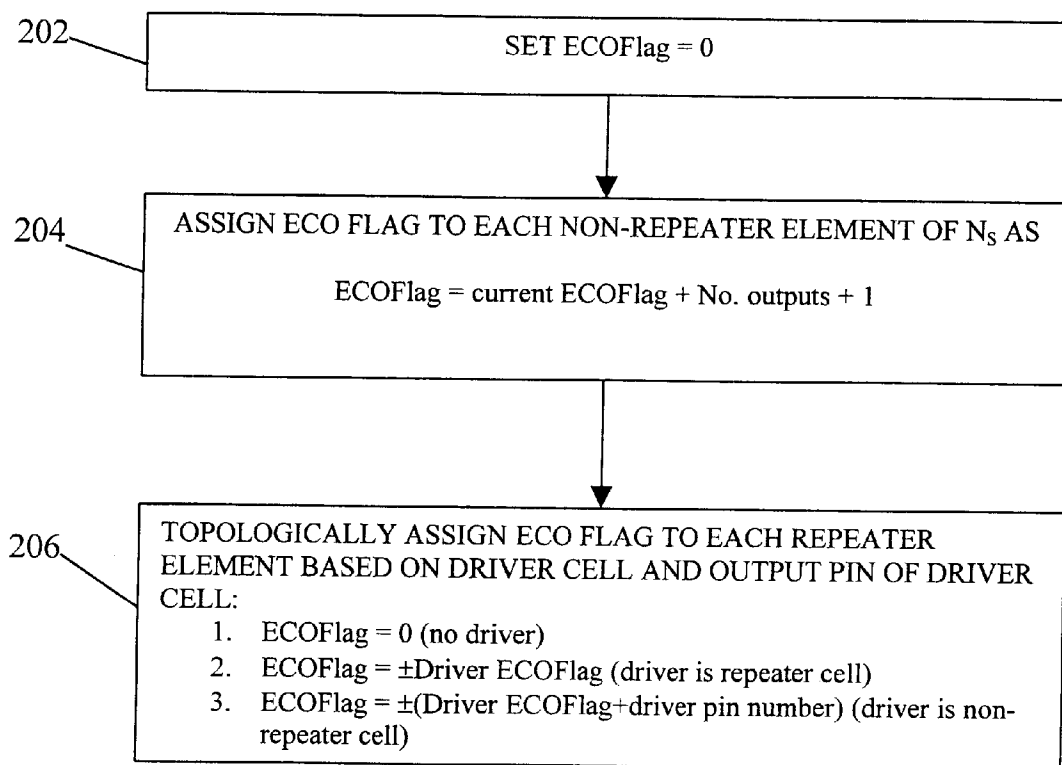 202
SET ECOFlag = 0
204
ASSIGN ECO FLAG TO EACH NON-REPEATER ELEMENT OF NS AS
ECOFlag = current ECOFlag + No. outputs + 1
206
TOPOLOGICALLY ASSIGN ECO FLAG TO EACH REPEATER
ELEMENT BASED ON DRIVER CELL AND OUTPUT PIN OF DRIVER
CELL:
1. ECOFlag = 0 (no driver)
2. ECOFlag = ±Driver ECOFlag (driver is repeater cell)
3. ECOFlag = ±(Driver ECOFlag+driver pin number) (driver is non-
repeater cell)